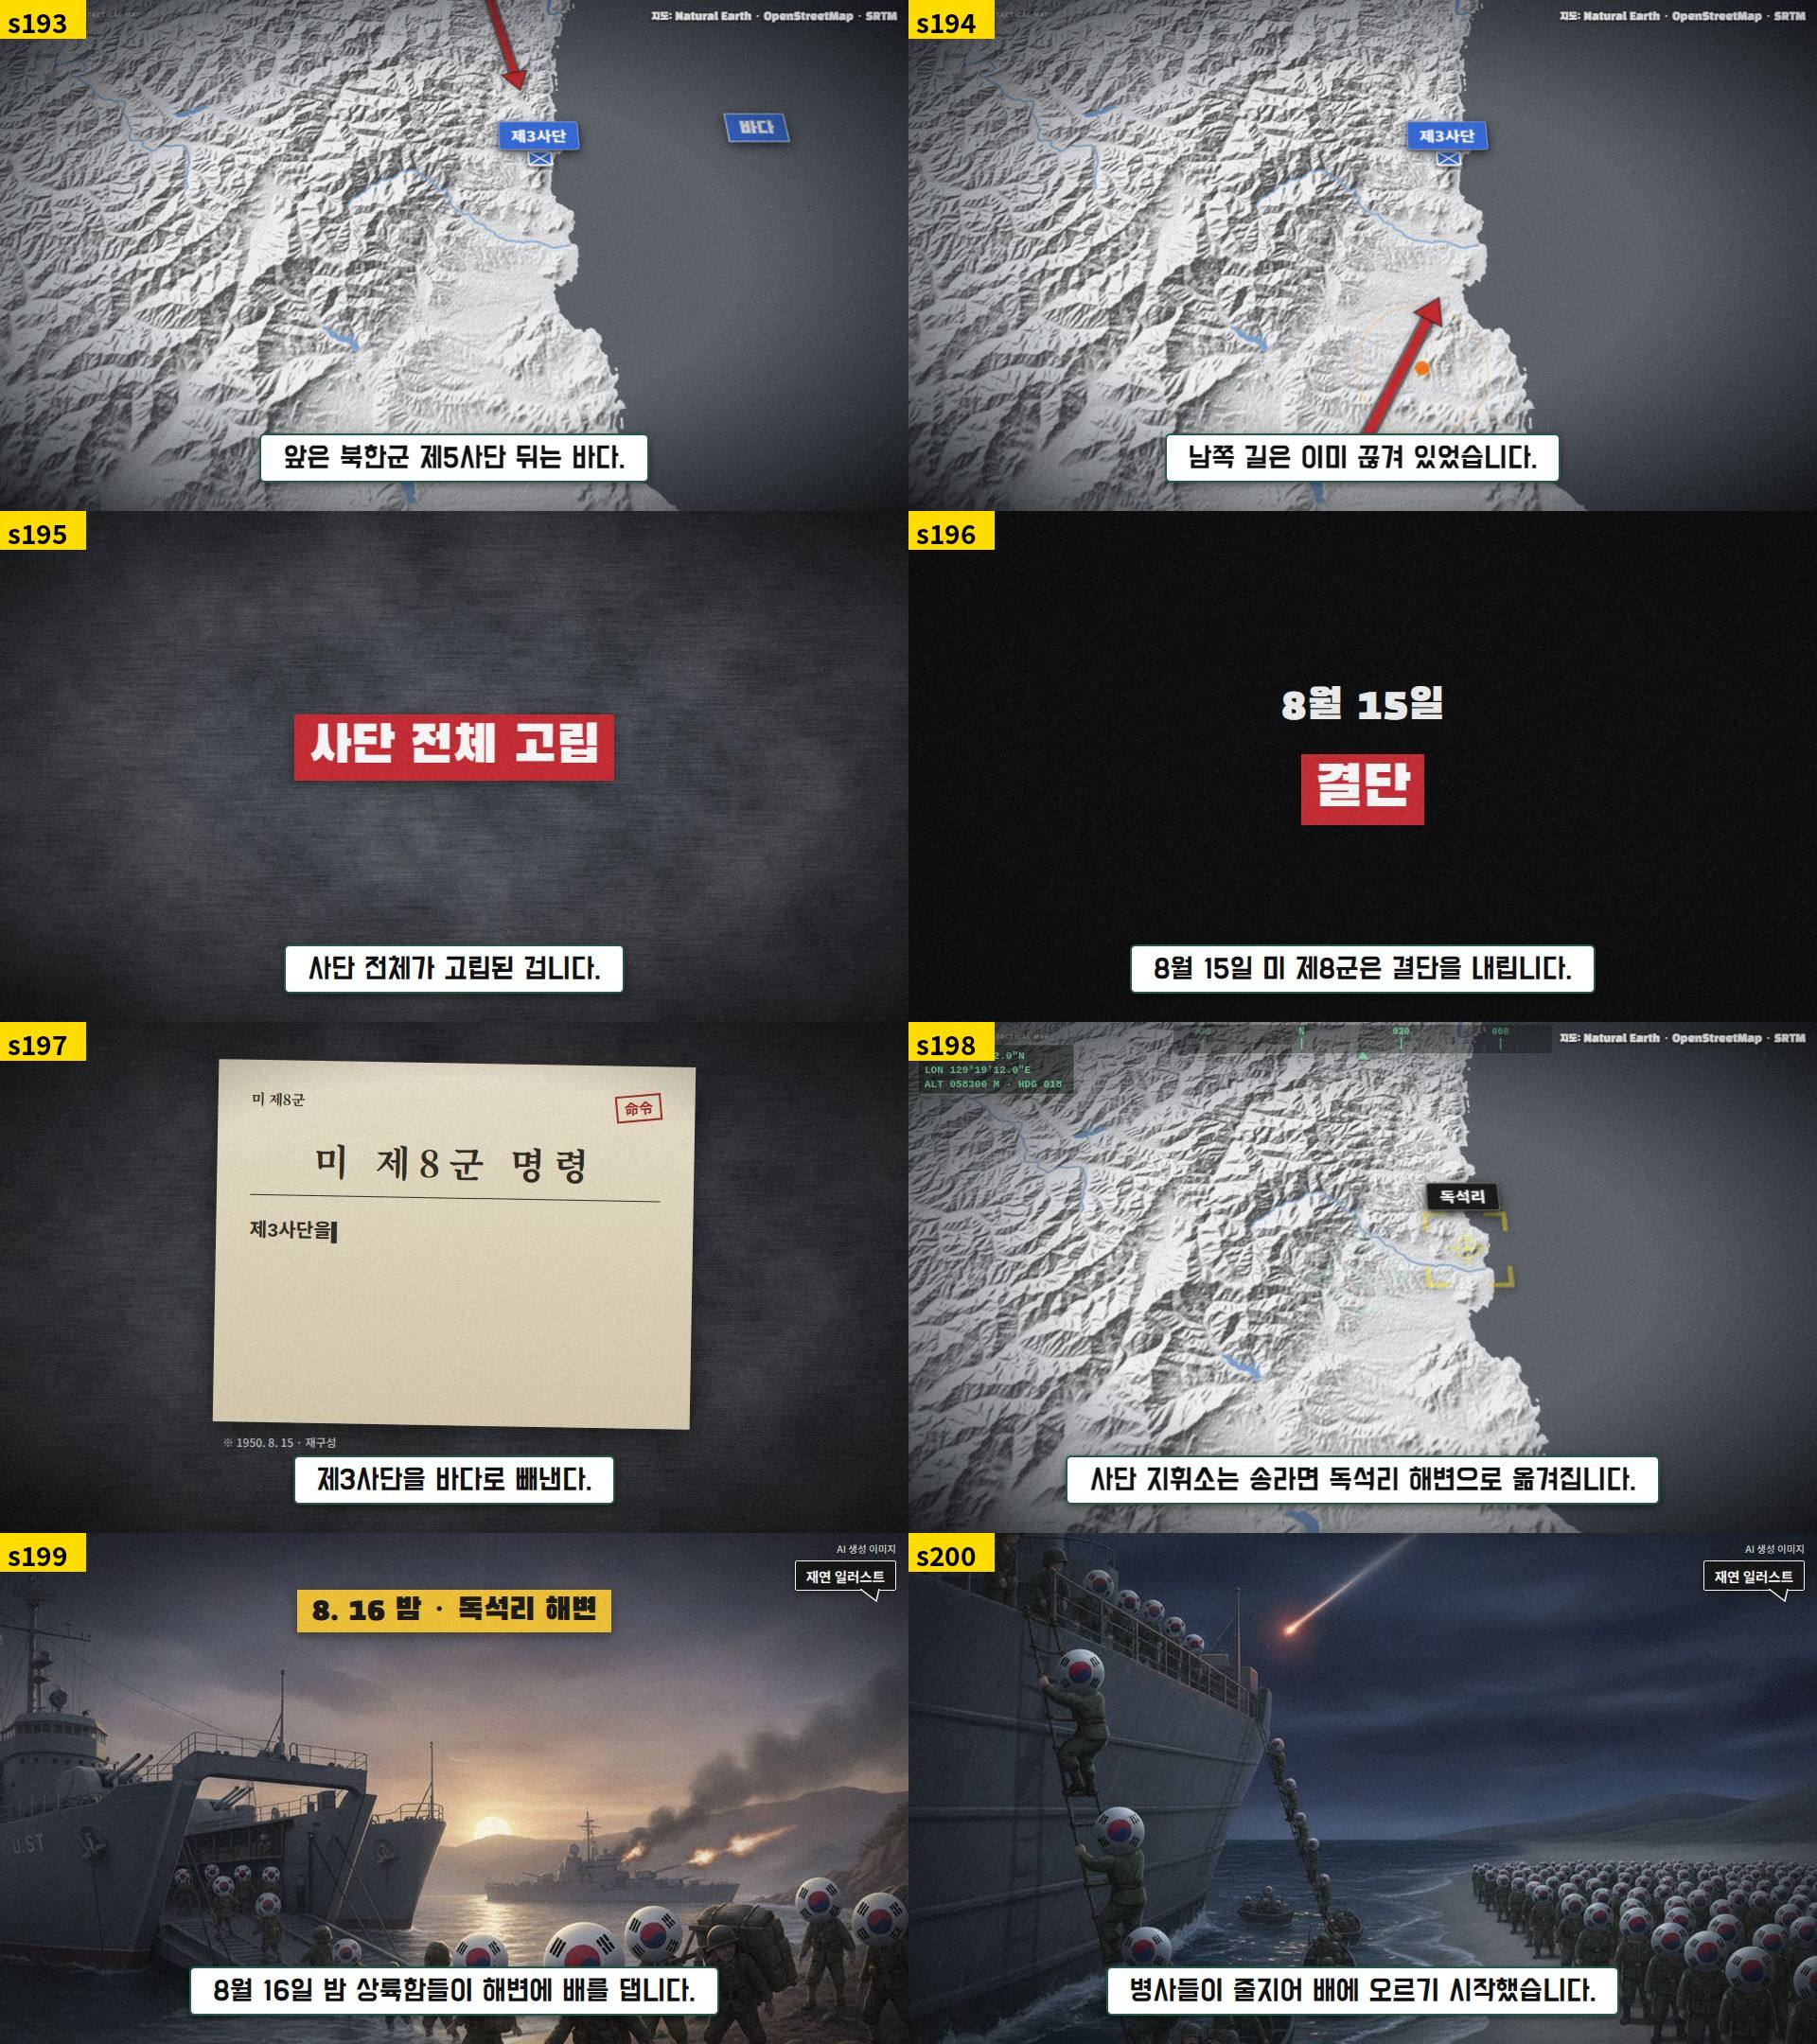 s193
지도: Natural Earth · OpenStreetMap · SRTM
제3사단
바다
앞은 북한군 제5사단 뒤는 바다.
s194
지도: Natural Earth · OpenStreetMap · SRTM
제3사단
남쪽 길은 이미 끊겨 있었습니다.
s195
사단 전체 고립
사단 전체가 고립된 겁니다.
s196
8월 15일
결단
8월 15일 미 제8군은 결단을 내립니다.
s197
미 제8군
命令
미 제8군 명령
제3사단을
※ 1950. 8. 15 · 재구성
제3사단을 바다로 빼낸다.
s198
N 030 060
지도: Natural Earth · OpenStreetMap · SRTM
2.0"N
LON 129°19'12.0"E
ALT 058300 M · HDG 018
독석리
사단 지휘소는 송라면 독석리 해변으로 옮겨집니다.
s199
AI 생성 이미지
재연 일러스트
8. 16 밤 · 독석리 해변
U.ST
8월 16일 밤 상륙함들이 해변에 배를 댑니다.
s200
AI 생성 이미지
재연 일러스트
병사들이 줄지어 배에 오르기 시작했습니다.